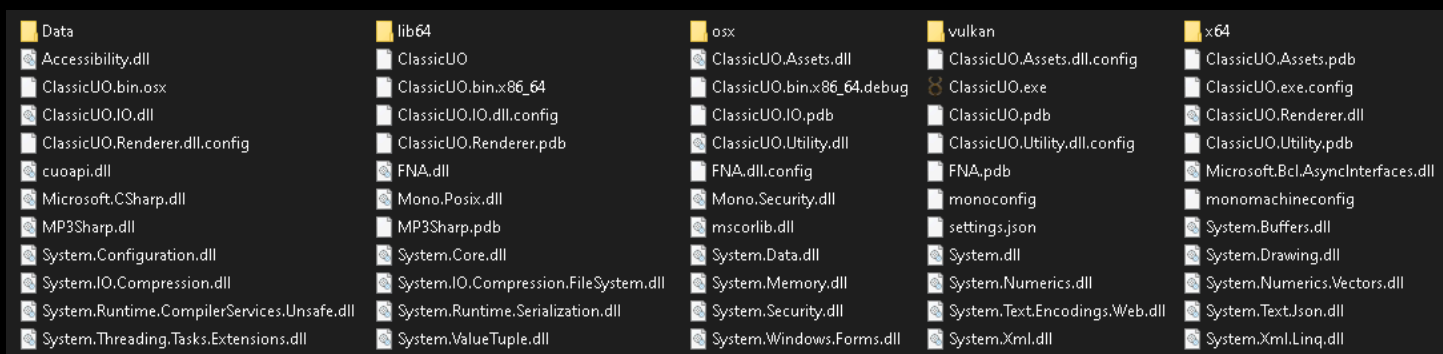 Data lib64 osx vulkan x64
Accessibility.dll ClassicUO ClassicUO.Assets.dll ClassicUO.Assets.dll.config ClassicUO.Assets.pdb
ClassicUO.bin.osx ClassicUO.bin.x86_64 ClassicUO.bin.x86_64.debug ClassicUO.exe ClassicUO.exe.config
ClassicUO.IO.dll ClassicUO.IO.dll.config ClassicUO.IO.pdb ClassicUO.pdb ClassicUO.Renderer.dll
ClassicUO.Renderer.dll.config ClassicUO.Renderer.pdb ClassicUO.Utility.dll ClassicUO.Utility.dll.config ClassicUO.Utility.pdb
cuoapi.dll FNA.dll FNA.dll.config FNA.pdb Microsoft.Bcl.AsyncInterfaces.dll
Microsoft.CSharp.dll Mono.Posix.dll Mono.Security.dll monoconfig monomachineconfig
MP3Sharp.dll MP3Sharp.pdb mscorlib.dll settings.json System.Buffers.dll
System.Configuration.dll System.Core.dll System.Data.dll System.dll System.Drawing.dll
System.IO.Compression.dll System.IO.Compression.FileSystem.dll System.Memory.dll System.Numerics.dll System.Numerics.Vectors.dll
System.Runtime.CompilerServices.Unsafe.dll System.Runtime.Serialization.dll System.Security.dll System.Text.Encodings.Web.dll System.Text.Json.dll
System.Threading.Tasks.Extensions.dll System.ValueTuple.dll System.Windows.Forms.dll System.Xml.dll System.Xml.Linq.dll